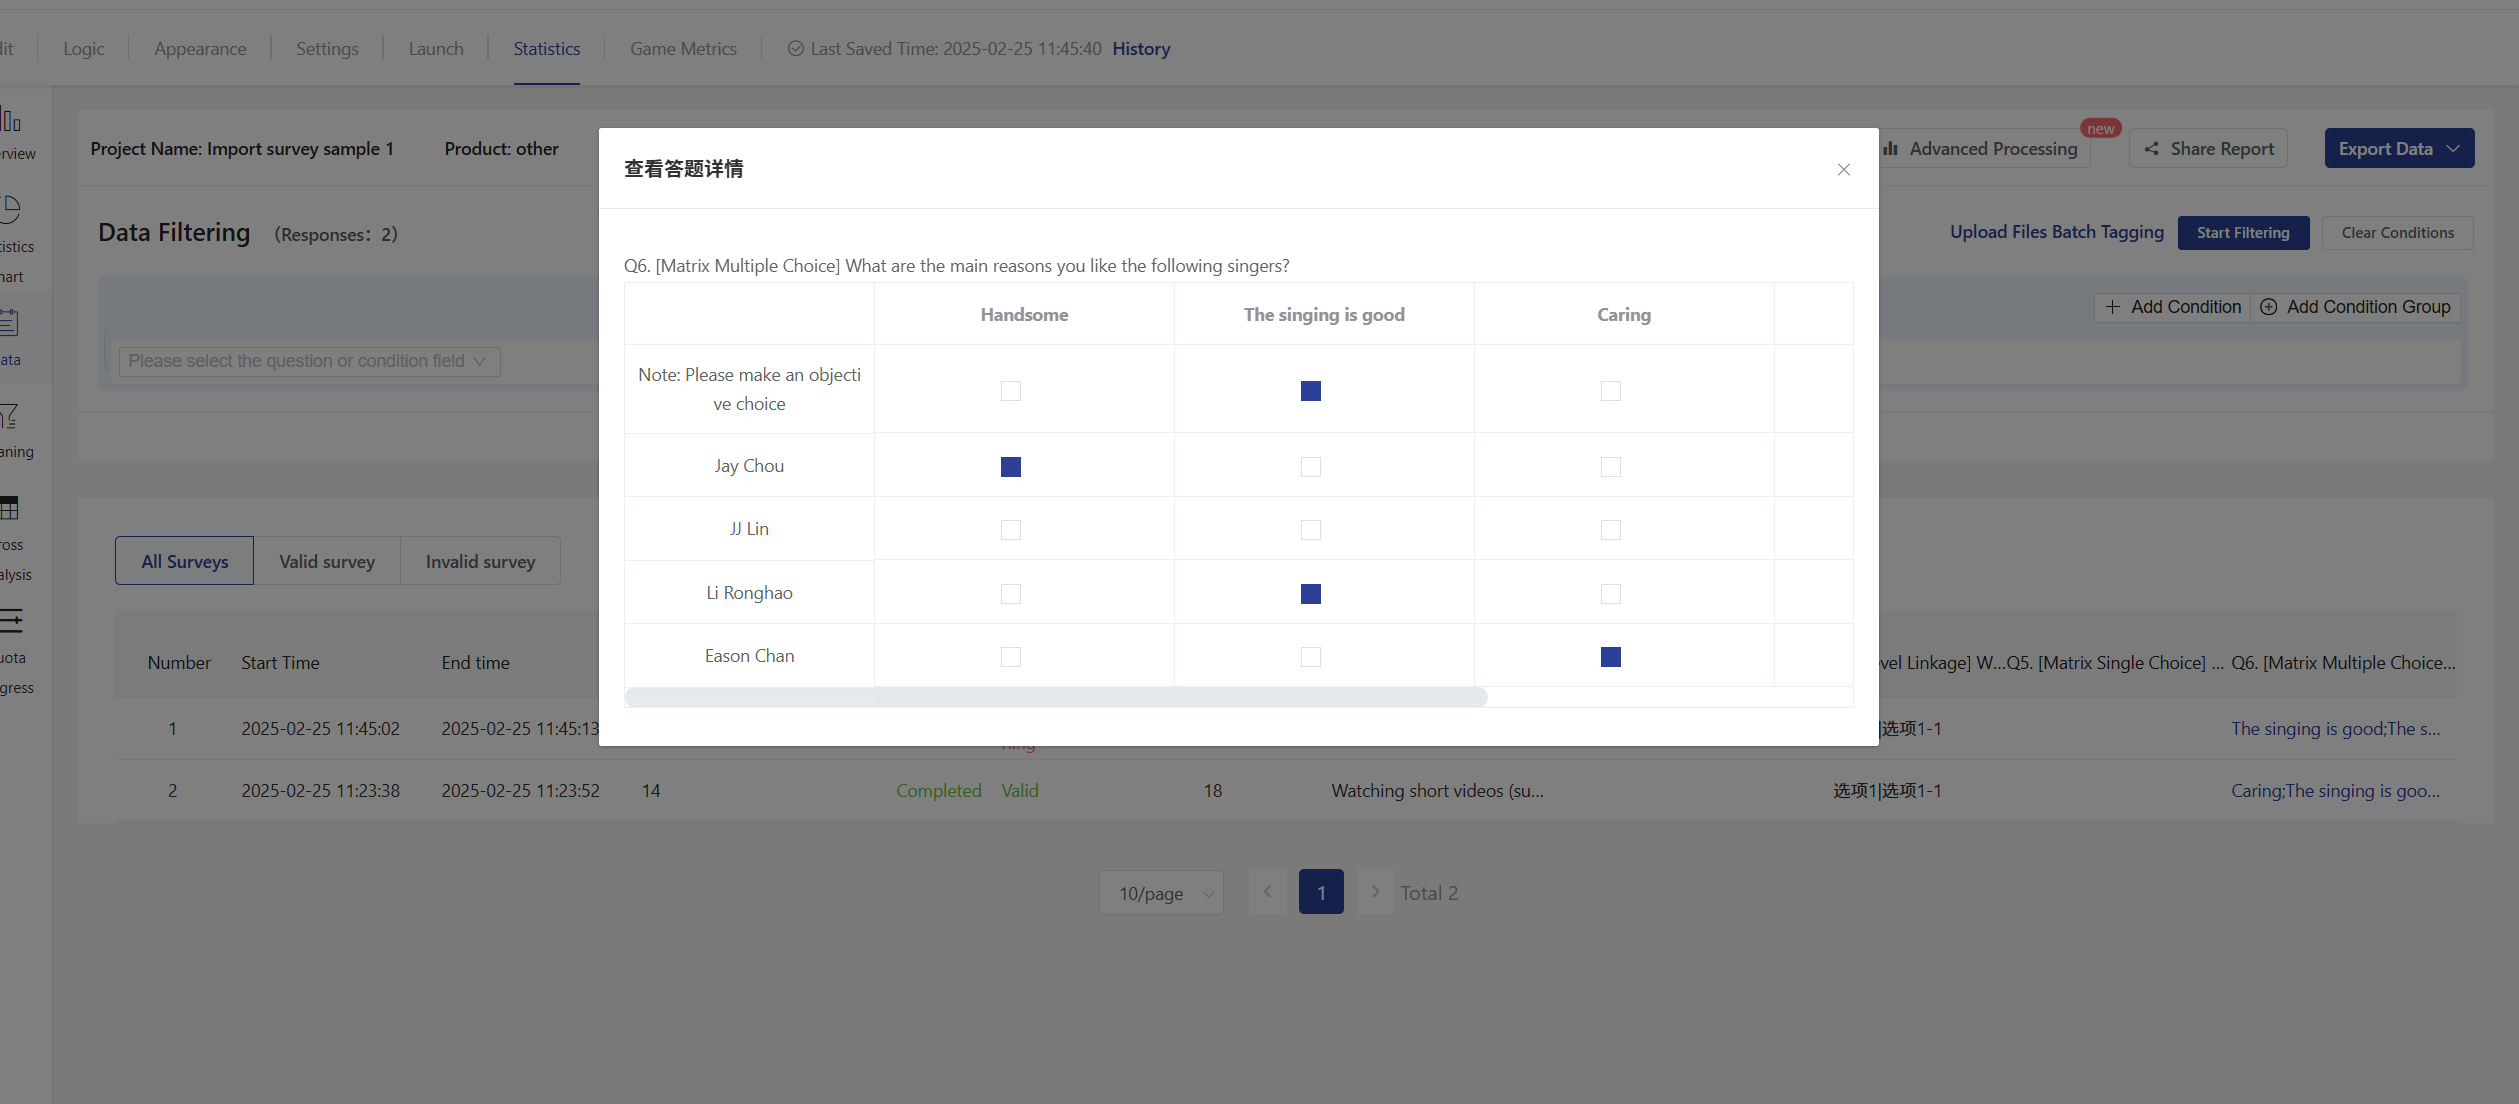 dit
Logic
Appearance
Settings
Launch
Statistics
Game Metrics
Last Saved Time: 2025-02-25 11:45:40 History
rview
tistics
hart
ata
aning
ross
alysis
uota
gress
Project Name: Import survey sample 1
Product: other
Advanced Processing
new
Share Report
Export Data
Data Filtering
(Responses：2)
Upload Files Batch Tagging
Start Filtering
Clear Conditions
Add Condition
Add Condition Group
Please select the question or condition field
查看答题详情
Q6. [Matrix Multiple Choice] What are the main reasons you like the following singers?
Handsome
The singing is good
Caring
Note: Please make an objecti
ve choice
Jay Chou
JJ Lin
Li Ronghao
Eason Chan
All Surveys
Valid survey
Invalid survey
Number
Start Time
End time
vel Linkage] W...
Q5. [Matrix Single Choice] ...
Q6. [Matrix Multiple Choice...
1
2025-02-25 11:45:02
2025-02-25 11:45:13
ning
|选项1-1
The singing is good;The s...
2
2025-02-25 11:23:38
2025-02-25 11:23:52
14
Completed
Valid
18
Watching short videos (su...
选项1|选项1-1
Caring;The singing is goo...
10/page
1
Total 2